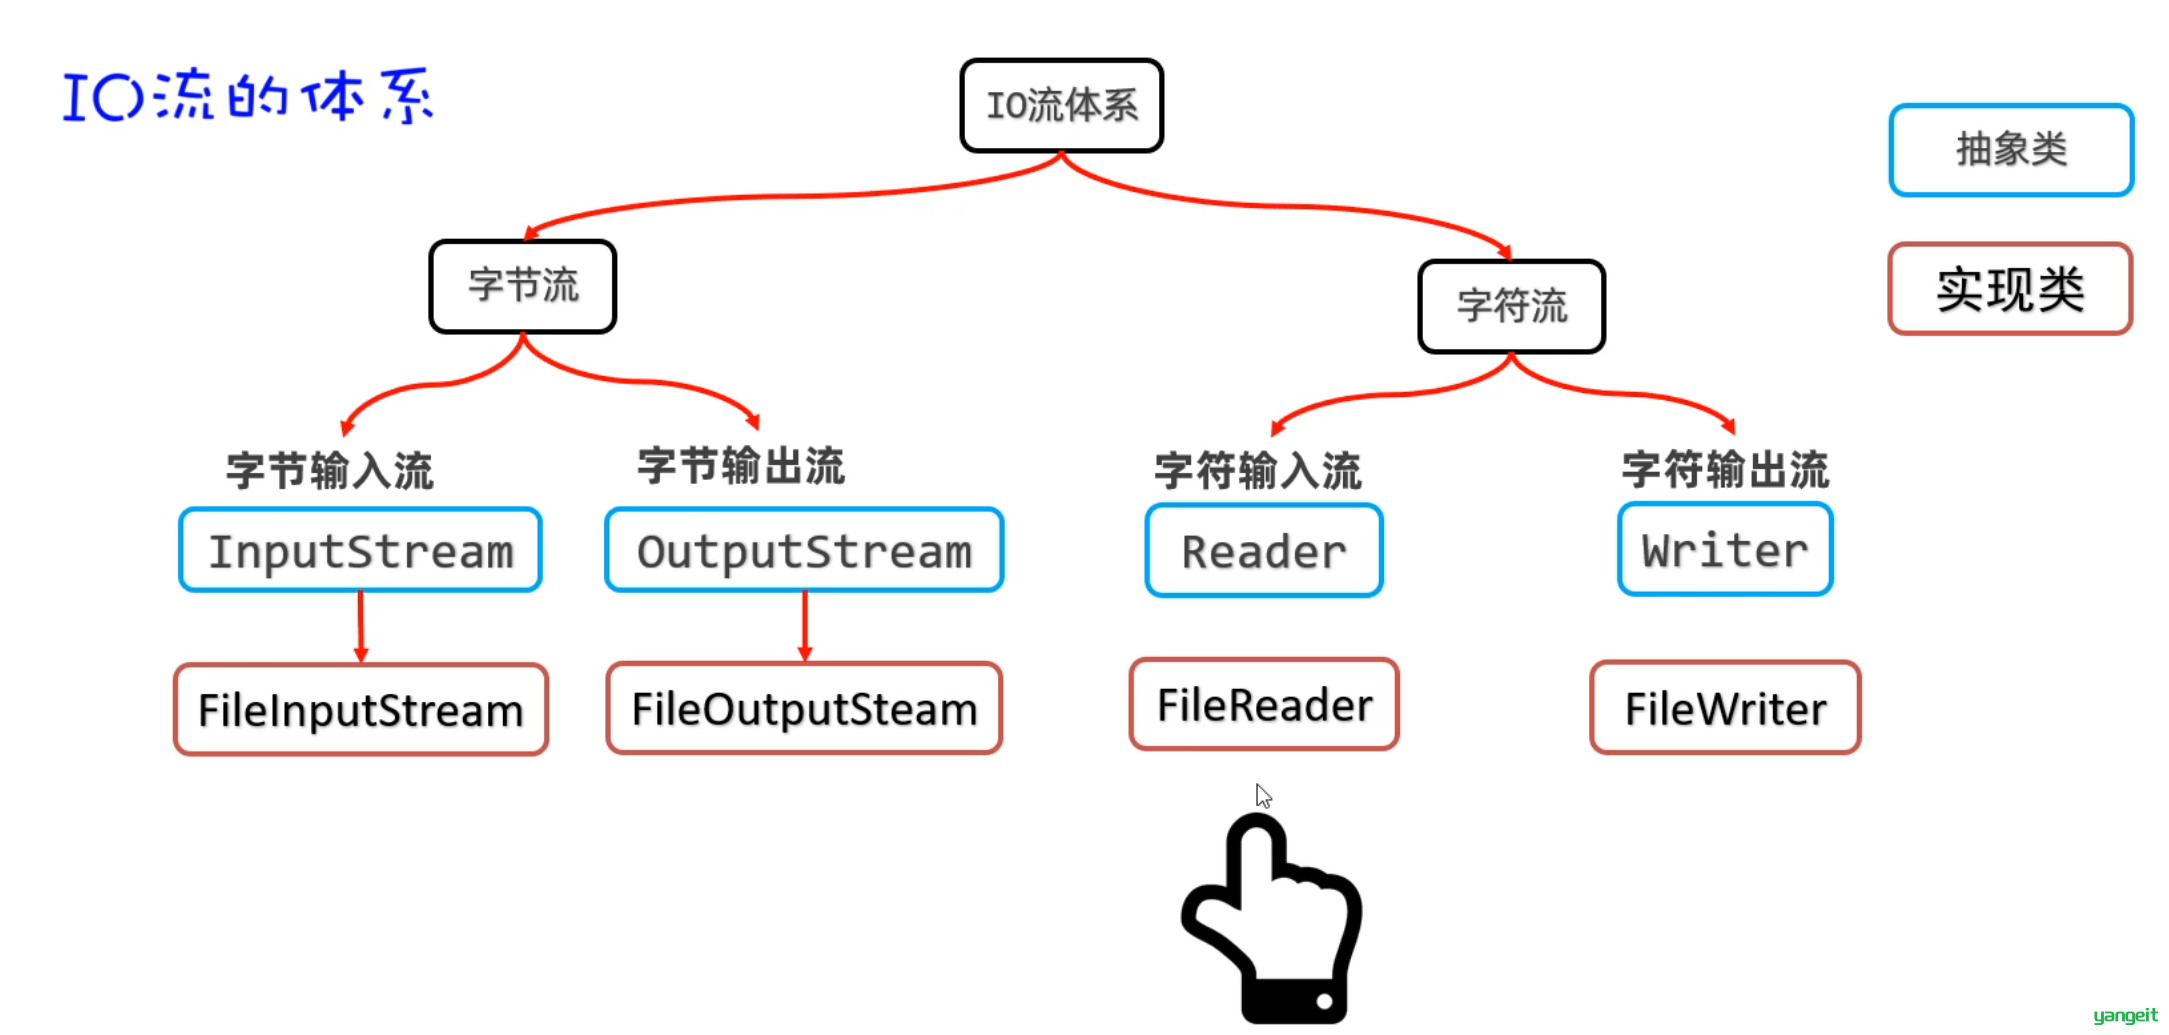 IO流的体系
IO流体系
抽象类
字节流
字符流
实现类
字节输入流
字节输出流
字符输入流
字符输出流
InputStream
OutputStream
Reader
Writer
FileInputStream
FileOutputSteam
FileReader
FileWriter
yangeit